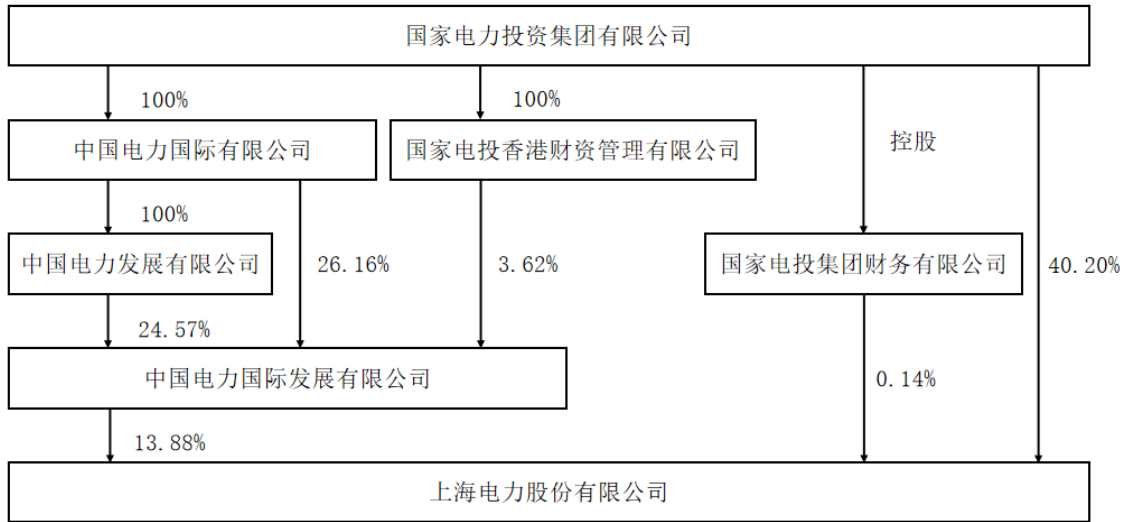 国家电力投资集团有限公司
100%
100%
控股
中国电力国际有限公司
国家电投香港财资管理有限公司
100%
中国电力发展有限公司
26.16%
3.62%
国家电投集团财务有限公司
40.20%
24.57%
中国电力国际发展有限公司
0.14%
13.88%
上海电力股份有限公司